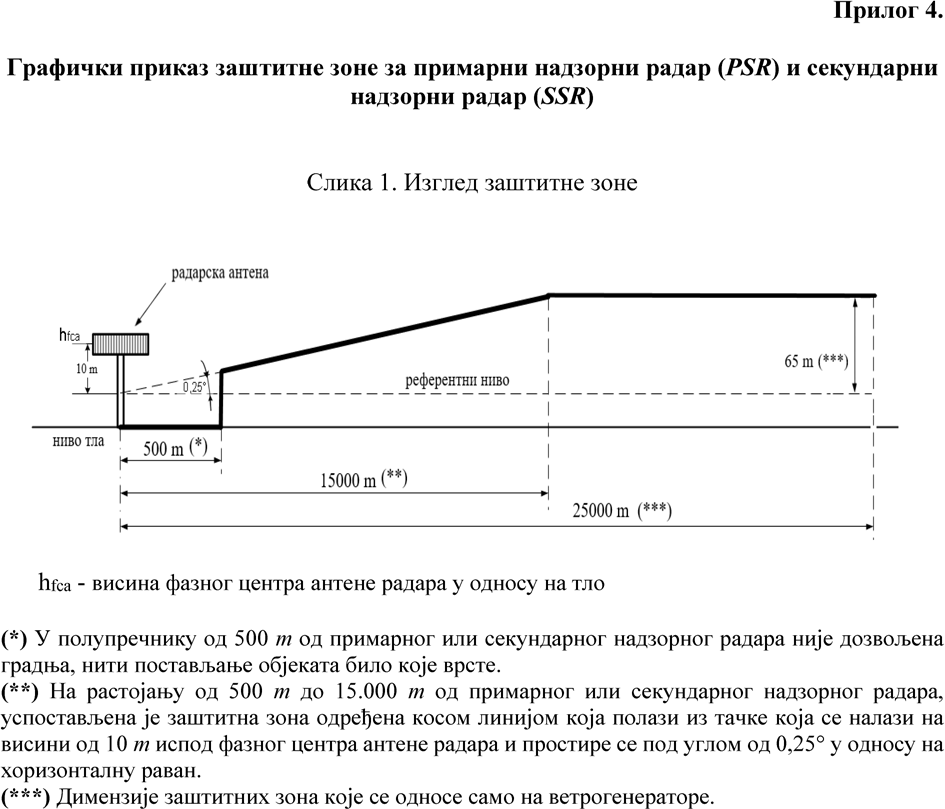 Прилог 4.
Графички приказ заштитне зоне за примарни надзорни радар (PSR) и секундарни
надзорни радар (SSR)
Слика 1. Изглед заштитне зоне
радарска антена
hfca
10 m
0,25°
референтни ниво
65 m (***)
ниво тла
500 m (*)
15000 m (**)
25000 m (***)
hfca - висина фазног центра антене радара у односу на тло
(*) У полупречнику од 500 m од примарног или секундарног надзорног радара није дозвољена
градња, нити постављање објеката било које врсте.
(**) На растојању од 500 m до 15.000 m од примарног или секундарног надзорног радара,
успостављена је заштитна зона одређена косом линијом која полази из тачке која се налази на
висини од 10 m испод фазног центра антене радара и простире се под углом од 0,25° у односу на
хоризонталну раван.
(***) Димензије заштитних зона које се односе само на ветрогенераторе.